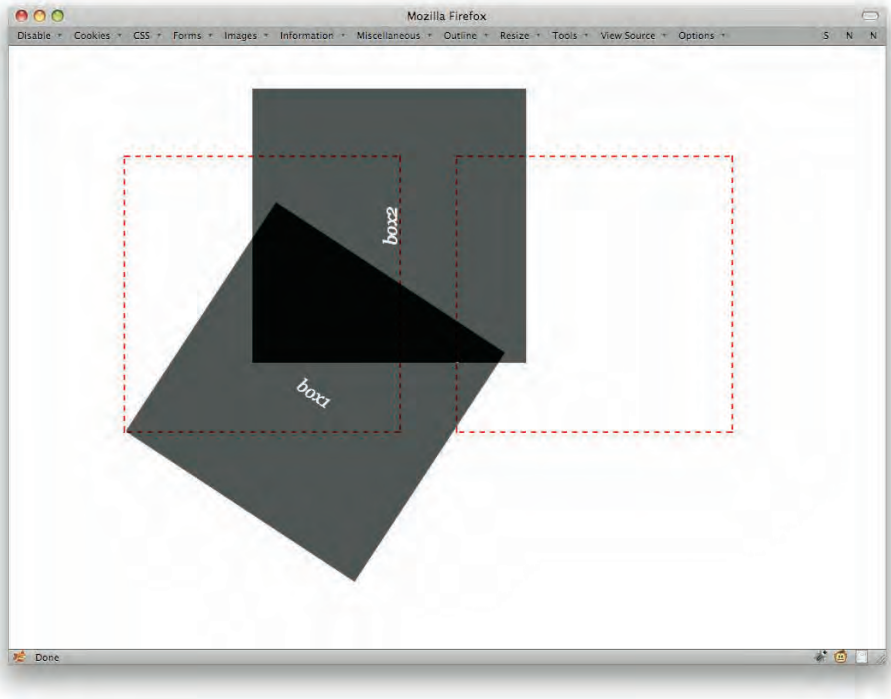 Mozilla Firefox
Disable Cookies CSS Forms Images Information Miscellaneous Outline Resize Tools View Source Options S N N
box2
box1
Done